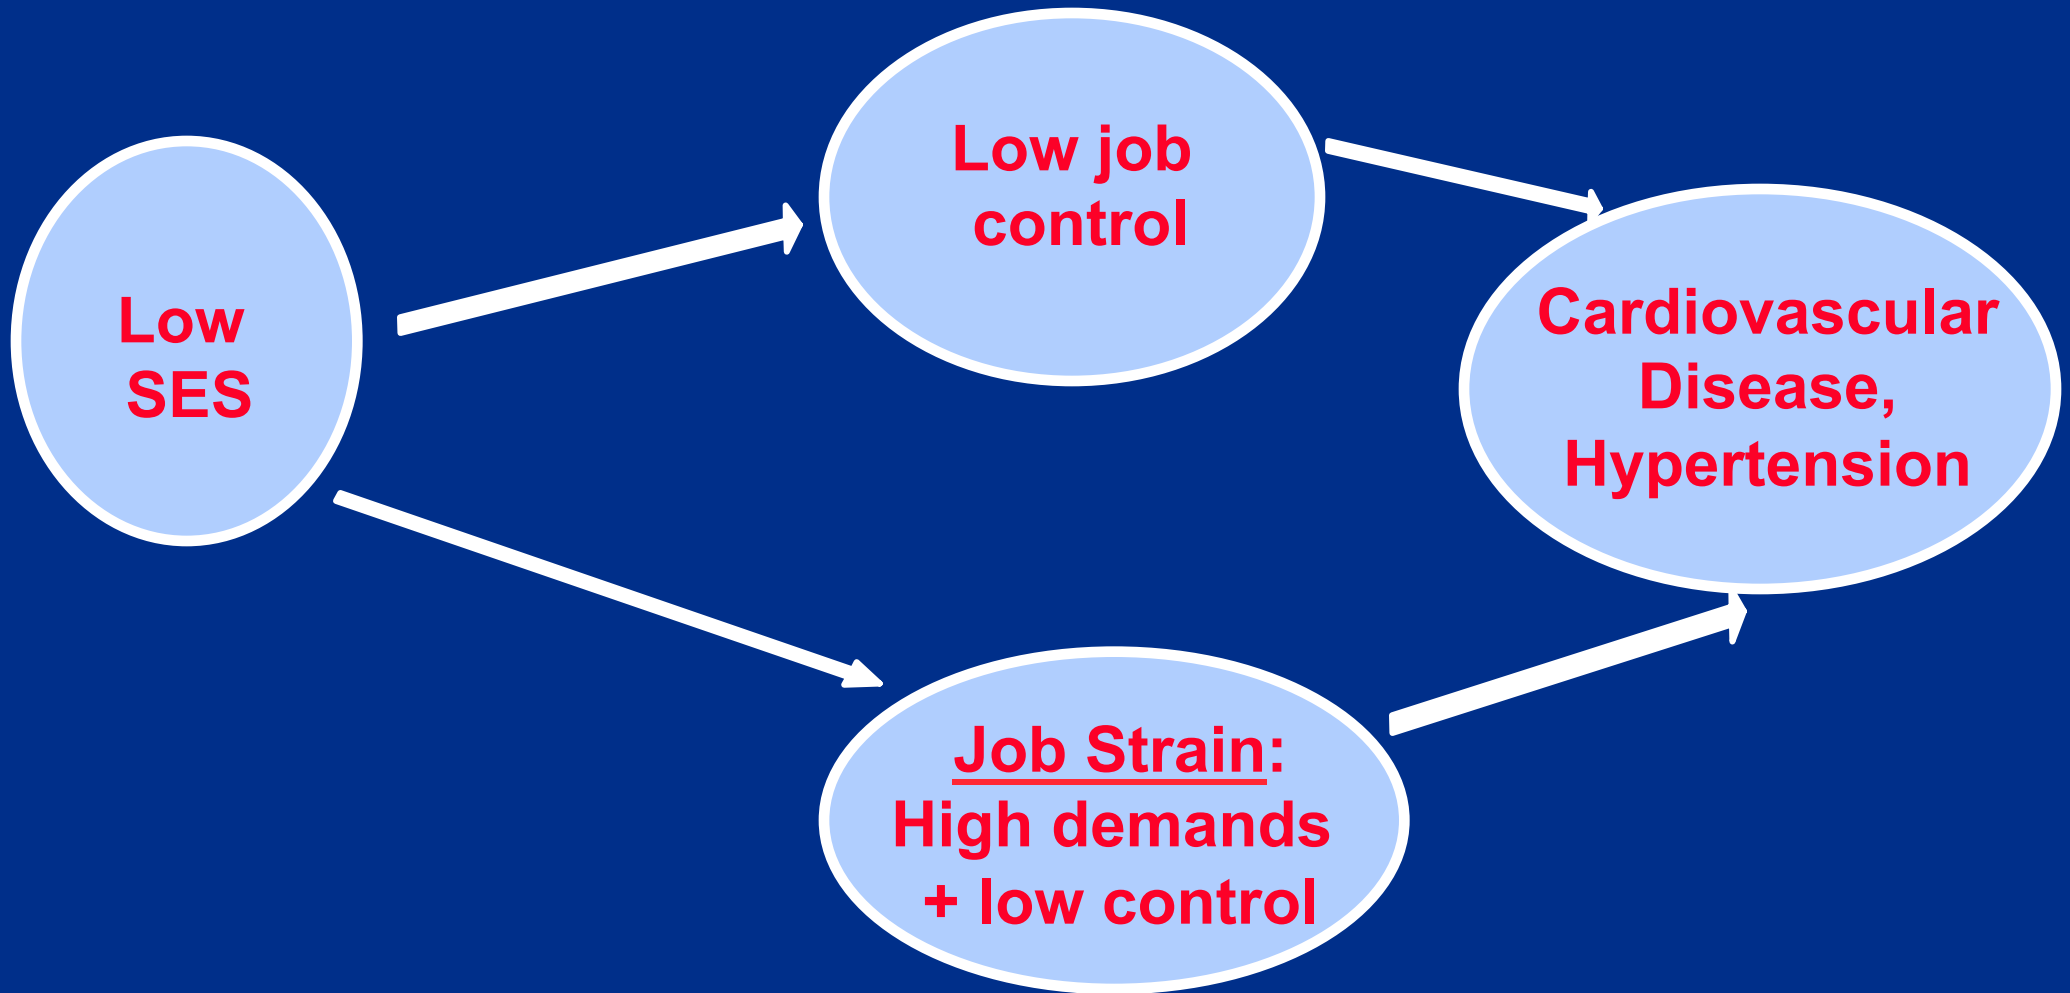 Low
SES
Low job
control
Cardiovascular
Disease,
Hypertension
Job Strain:
High demands
+ low control